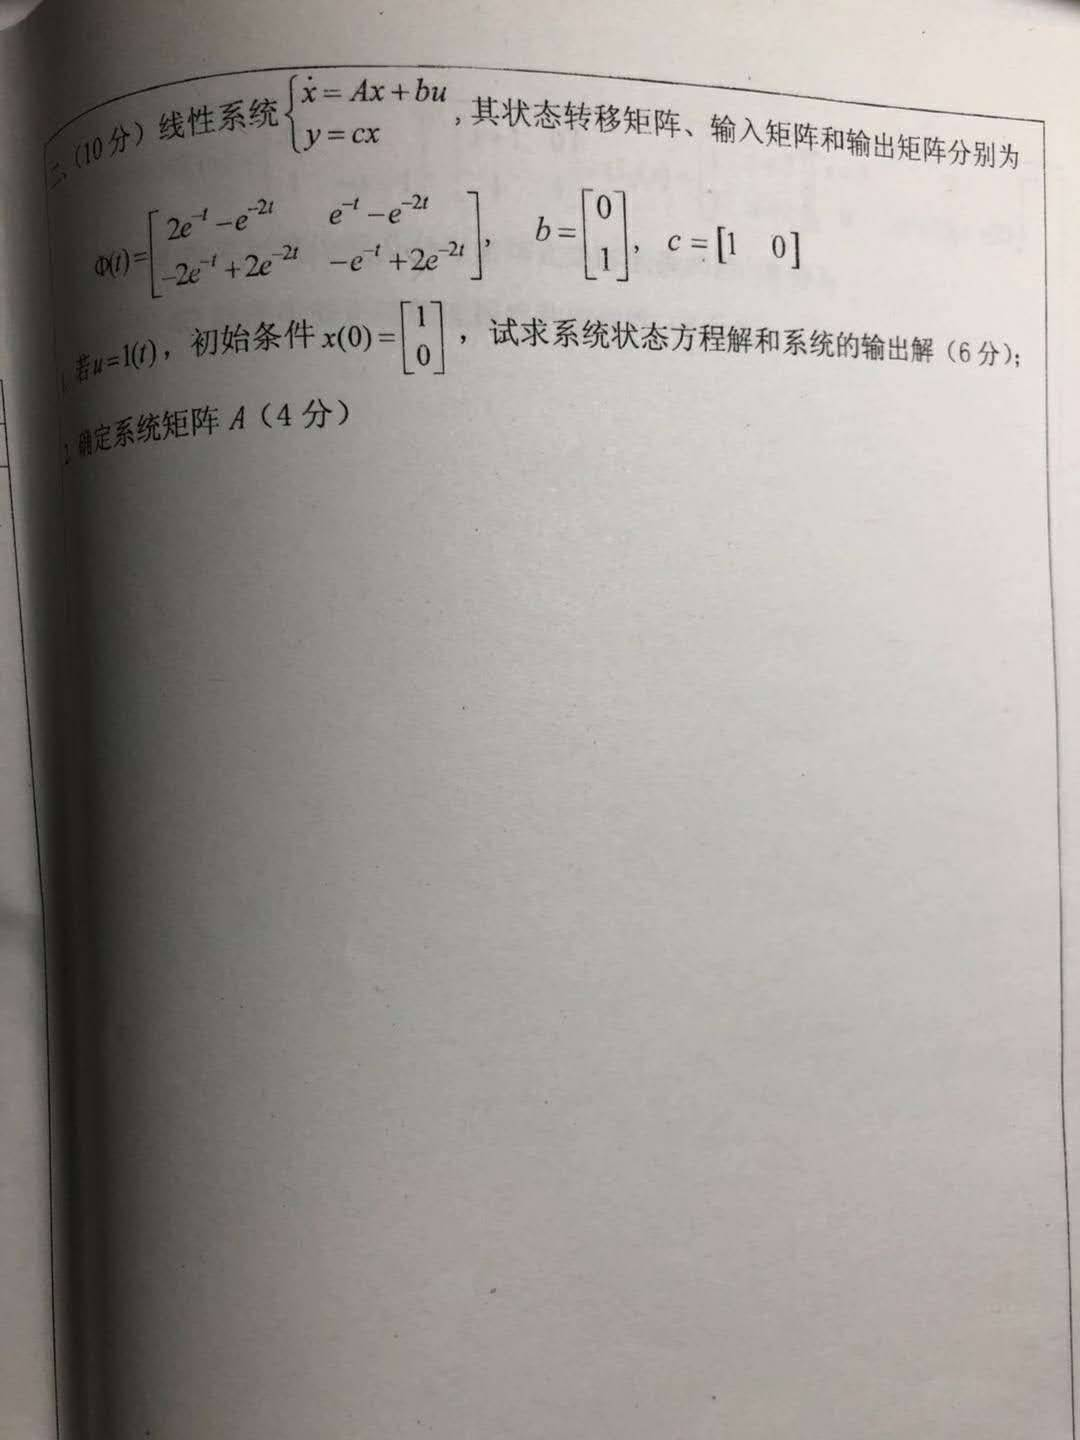 二、(10分) 线性系统 { ẋ = Ax + bu , 其状态转移矩阵、输入矩阵和输出矩阵分别为
y = cx
Φ(t)= [ 2e^{-t} - e^{-2t}  e^{-t} - e^{-2t} ; -2e^{-t} + 2e^{-2t}  -e^{-t} + 2e^{-2t} ], b = [ 0 ; 1 ], c = [1 0]
1. 若u=1(t), 初始条件 x(0) = [ 1 ; 0 ] , 试求系统状态方程解和系统的输出解 (6分);
2. 确定系统矩阵 A (4 分)